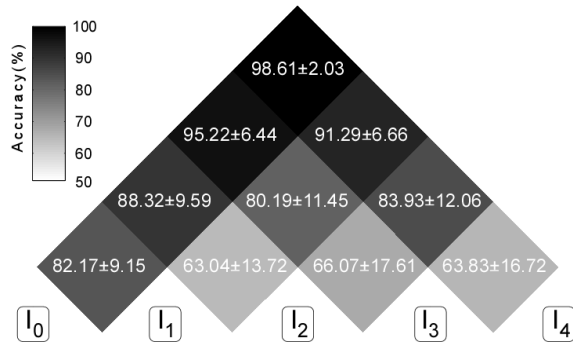 Accuracy(%)
100
90
80
70
60
50
98.61±2.03
95.22±6.44 91.29±6.66
88.32±9.59 80.19±11.45 83.93±12.06
82.17±9.15 63.04±13.72 66.07±17.61 63.83±16.72
I0 I1 I2 I3 I4